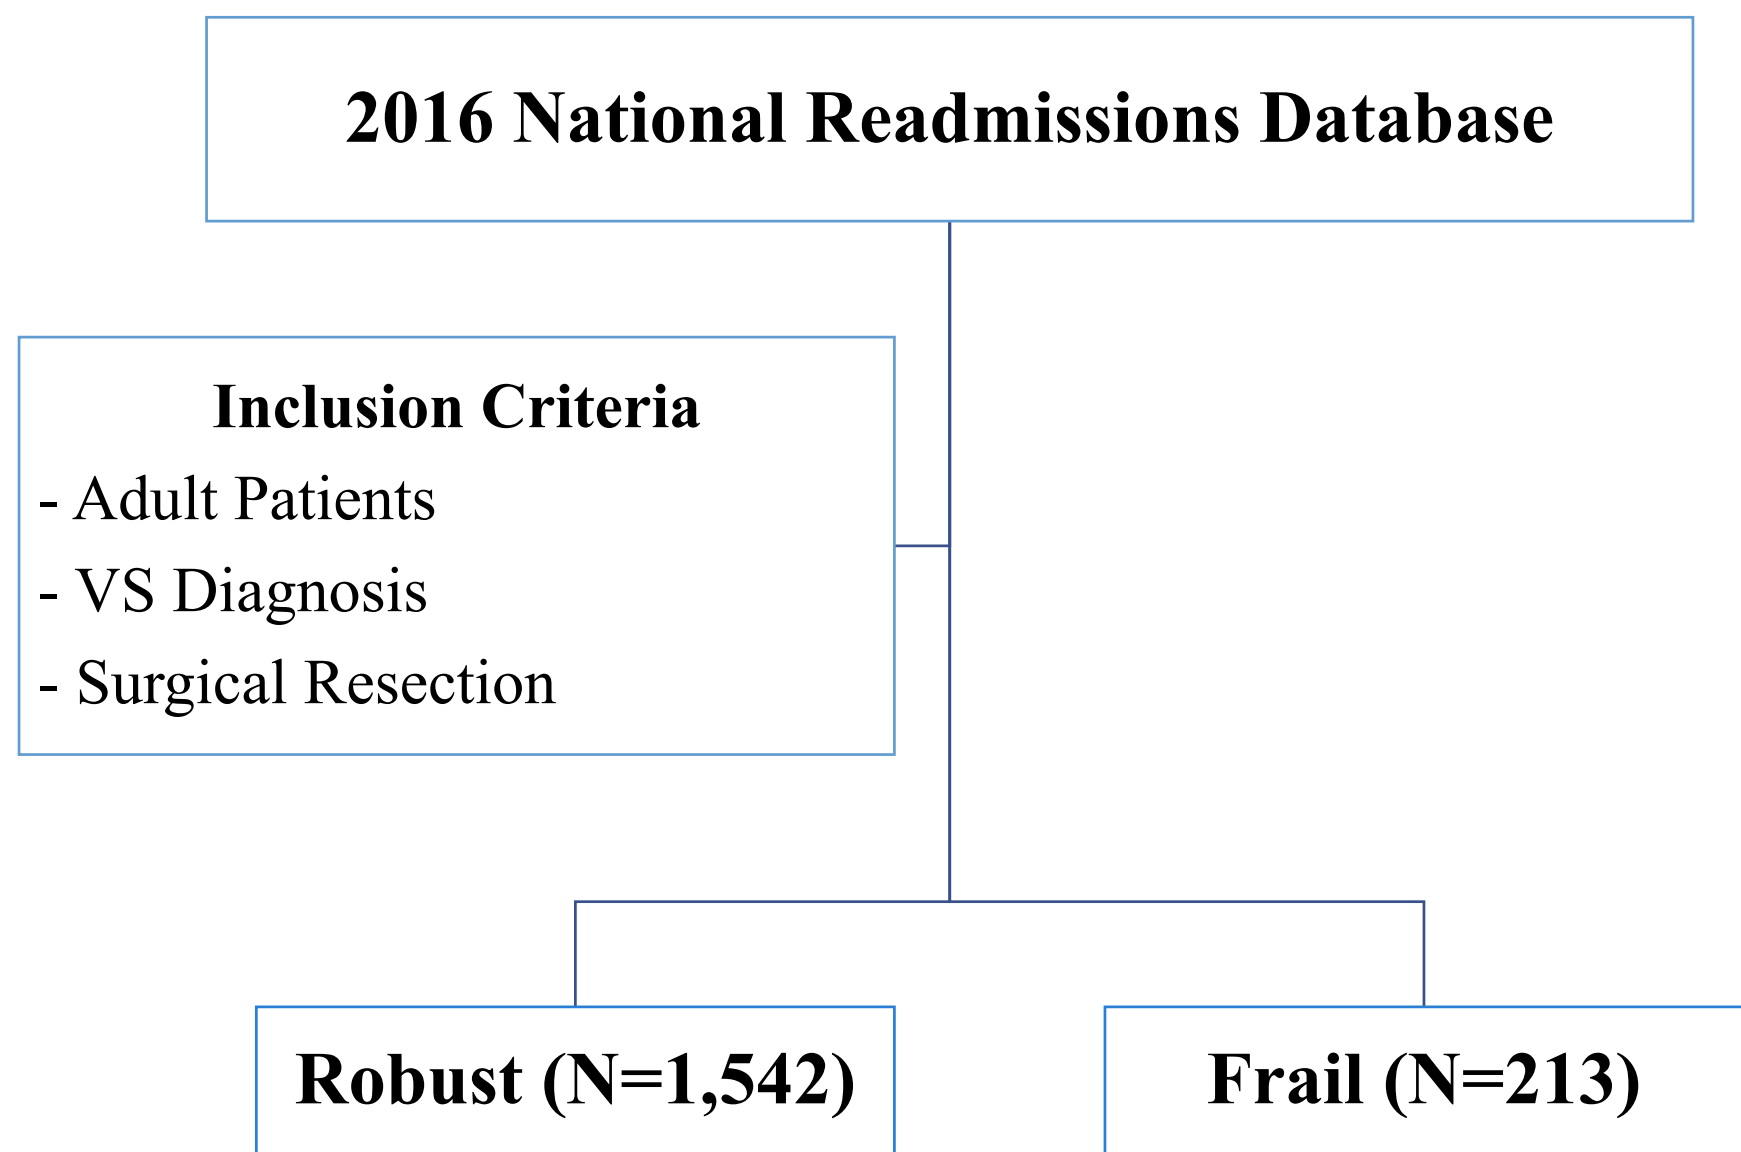 2016 National Readmissions Database
Inclusion Criteria
- Adult Patients
- VS Diagnosis
- Surgical Resection
Robust (N=1,542)
Frail (N=213)